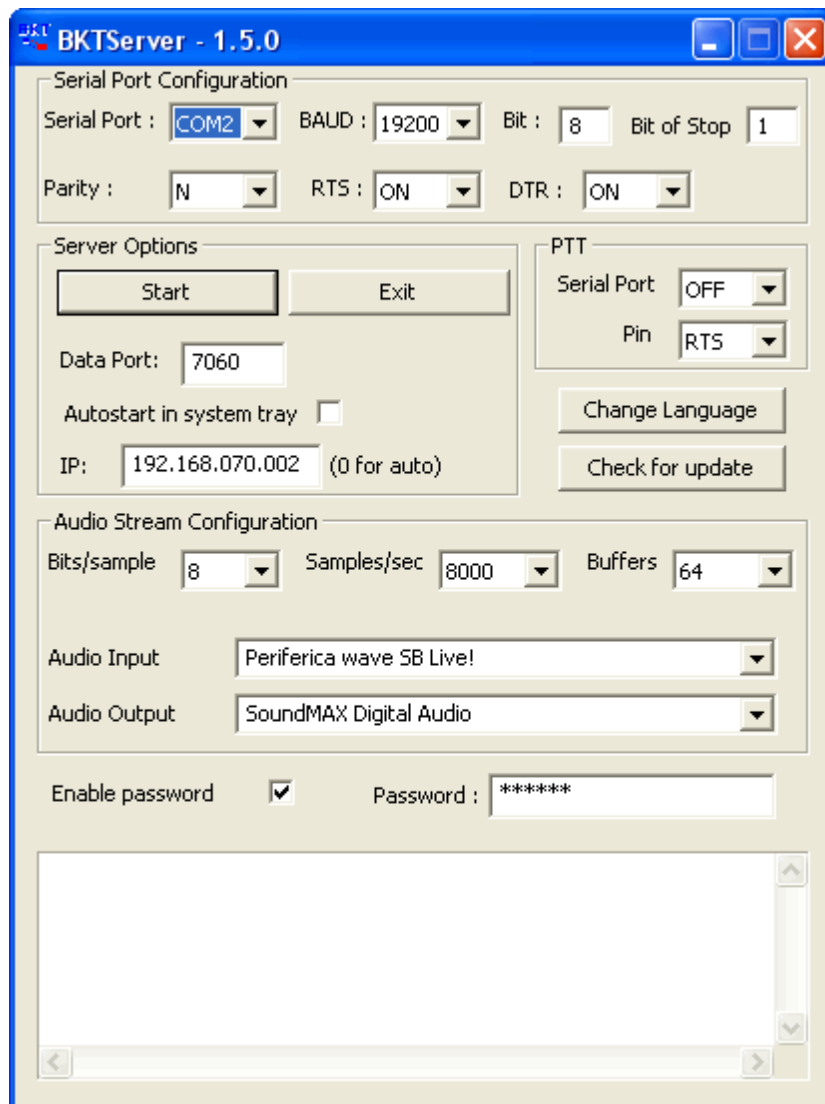 BKT BKTServer - 1.5.0
Serial Port Configuration
Serial Port : COM2 BAUD : 19200 Bit : 8 Bit of Stop 1
Parity : N RTS : ON DTR : ON
Server Options
Start Exit
Data Port: 7060
Autostart in system tray
IP: 192.168.070.002 (0 for auto)
PTT
Serial Port OFF
Pin RTS
Change Language
Check for update
Audio Stream Configuration
Bits/sample 8 Samples/sec 8000 Buffers 64
Audio Input Periferica wave SB Live!
Audio Output SoundMAX Digital Audio
Enable password Password : ******